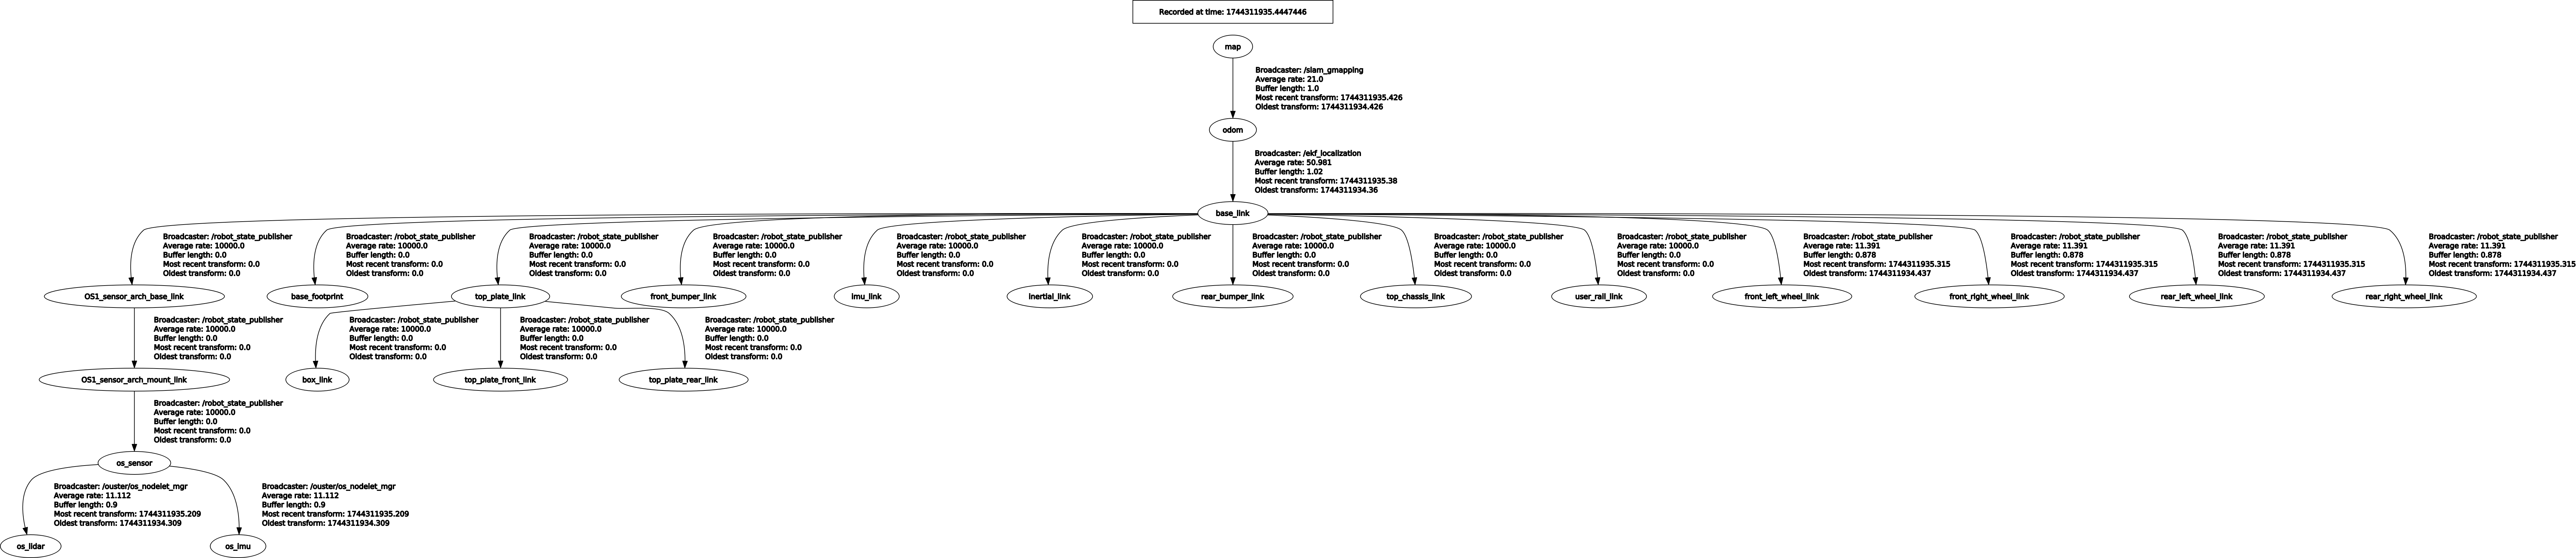 Recorded at time: 1744311935.4447446
map
Broadcaster: /slam_gmapping
Average rate: 21.0
Buffer length: 1.0
Most recent transform: 1744311935.426
Oldest transform: 1744311934.426
odom
Broadcaster: /ekf_localization
Average rate: 50.981
Buffer length: 1.02
Most recent transform: 1744311935.38
Oldest transform: 1744311934.36
base_link
Broadcaster: /robot_state_publisher
Average rate: 10000.0
Buffer length: 0.0
Most recent transform: 0.0
Oldest transform: 0.0
Broadcaster: /robot_state_publisher
Average rate: 10000.0
Buffer length: 0.0
Most recent transform: 0.0
Oldest transform: 0.0
Broadcaster: /robot_state_publisher
Average rate: 10000.0
Buffer length: 0.0
Most recent transform: 0.0
Oldest transform: 0.0
Broadcaster: /robot_state_publisher
Average rate: 10000.0
Buffer length: 0.0
Most recent transform: 0.0
Oldest transform: 0.0
Broadcaster: /robot_state_publisher
Average rate: 10000.0
Buffer length: 0.0
Most recent transform: 0.0
Oldest transform: 0.0
Broadcaster: /robot_state_publisher
Average rate: 10000.0
Buffer length: 0.0
Most recent transform: 0.0
Oldest transform: 0.0
Broadcaster: /robot_state_publisher
Average rate: 10000.0
Buffer length: 0.0
Most recent transform: 0.0
Oldest transform: 0.0
Broadcaster: /robot_state_publisher
Average rate: 10000.0
Buffer length: 0.0
Most recent transform: 0.0
Oldest transform: 0.0
Broadcaster: /robot_state_publisher
Average rate: 10000.0
Buffer length: 0.0
Most recent transform: 0.0
Oldest transform: 0.0
Broadcaster: /robot_state_publisher
Average rate: 11.391
Buffer length: 0.878
Most recent transform: 1744311935.315
Oldest transform: 1744311934.437
Broadcaster: /robot_state_publisher
Average rate: 11.391
Buffer length: 0.878
Most recent transform: 1744311935.315
Oldest transform: 1744311934.437
Broadcaster: /robot_state_publisher
Average rate: 11.391
Buffer length: 0.878
Most recent transform: 1744311935.315
Oldest transform: 1744311934.437
Broadcaster: /robot_state_publisher
Average rate: 11.391
Buffer length: 0.878
Most recent transform: 1744311935.315
Oldest transform: 1744311934.437
OS1_sensor_arch_base_link
base_footprint
top_plate_link
front_bumper_link
imu_link
inertial_link
rear_bumper_link
top_chassis_link
user_rail_link
front_left_wheel_link
front_right_wheel_link
rear_left_wheel_link
rear_right_wheel_link
Broadcaster: /robot_state_publisher
Average rate: 10000.0
Buffer length: 0.0
Most recent transform: 0.0
Oldest transform: 0.0
Broadcaster: /robot_state_publisher
Average rate: 10000.0
Buffer length: 0.0
Most recent transform: 0.0
Oldest transform: 0.0
Broadcaster: /robot_state_publisher
Average rate: 10000.0
Buffer length: 0.0
Most recent transform: 0.0
Oldest transform: 0.0
Broadcaster: /robot_state_publisher
Average rate: 10000.0
Buffer length: 0.0
Most recent transform: 0.0
Oldest transform: 0.0
OS1_sensor_arch_mount_link
box_link
top_plate_front_link
top_plate_rear_link
Broadcaster: /robot_state_publisher
Average rate: 10000.0
Buffer length: 0.0
Most recent transform: 0.0
Oldest transform: 0.0
os_sensor
Broadcaster: /ouster/os_nodelet_mgr
Average rate: 11.112
Buffer length: 0.9
Most recent transform: 1744311935.209
Oldest transform: 1744311934.309
Broadcaster: /ouster/os_nodelet_mgr
Average rate: 11.112
Buffer length: 0.9
Most recent transform: 1744311935.209
Oldest transform: 1744311934.309
os_lidar
os_imu